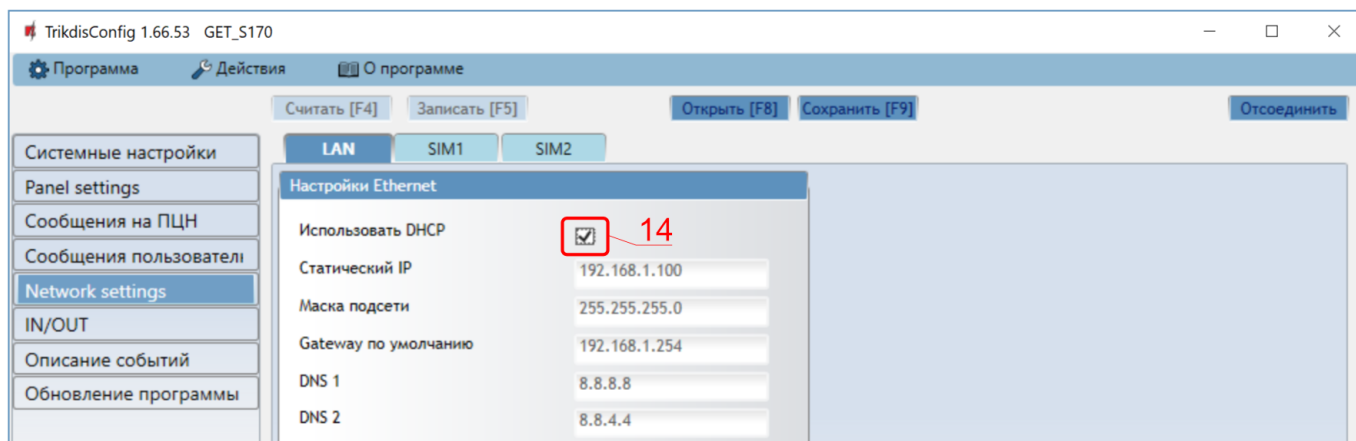 TrikdisConfig 1.66.53 GET_S170
Программа Действия О программе
Считать [F4] Записать [F5] Открыть [F8] Сохранить [F9] Отсоединить
LAN SIM1 SIM2
Системные настройки
Panel settings
Сообщения на ПЦН
Сообщения пользовател
Network settings
IN/OUT
Описание событий
Обновление программы
Настройки Ethernet
Использовать DHCP 14
Статический IP 192.168.1.100
Маска подсети 255.255.255.0
Gateway по умолчанию 192.168.1.254
DNS 1 8.8.8.8
DNS 2 8.8.4.4